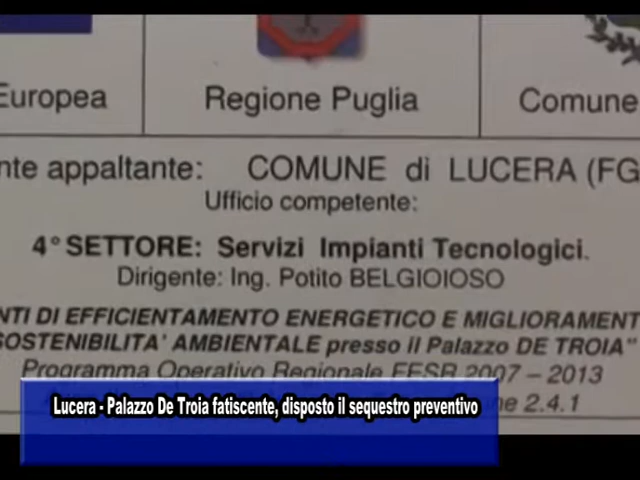 Europea
Regione Puglia
Comune
nte appaltante: COMUNE di LUCERA (FG
Ufficio competente:
4° SETTORE: Servizi Impianti Tecnologici.
Dirigente: Ing. Potito BELGIOIOSO
NTI DI EFFICIENTAMENTO ENERGETICO E MIGLIORAMENT
SOSTENIBILITA' AMBIENTALE presso il Palazzo DE TROIA"
Programma Operativo Regionale FESR 2007 – 2013
ne 2.4.1
Lucera - Palazzo De Troia fatiscente, disposto il sequestro preventivo